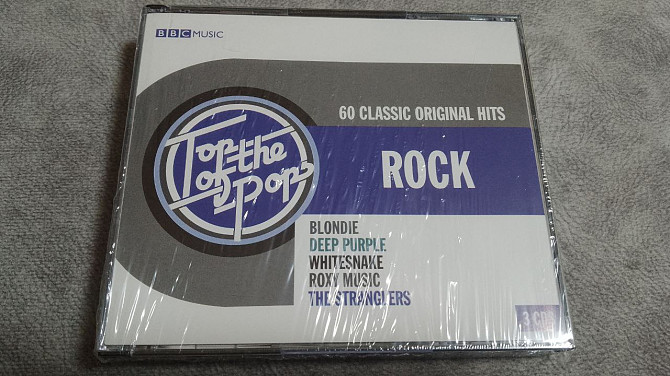 BBC MUSIC
60 CLASSIC ORIGINAL HITS
Top
of the
Pops
ROCK
BLONDIE
DEEP PURPLE
WHITESNAKE
ROXY MUSIC
THE STRANGLERS
3 CDs